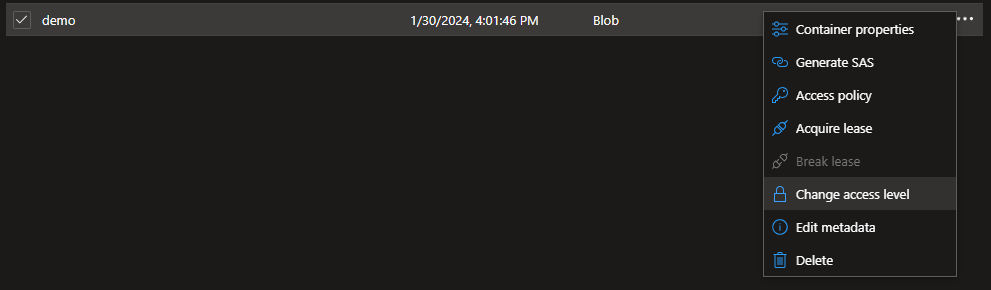 demo 1/30/2024, 4:01:46 PM Blob
Container properties
Generate SAS
Access policy
Acquire lease
Break lease
Change access level
Edit metadata
Delete